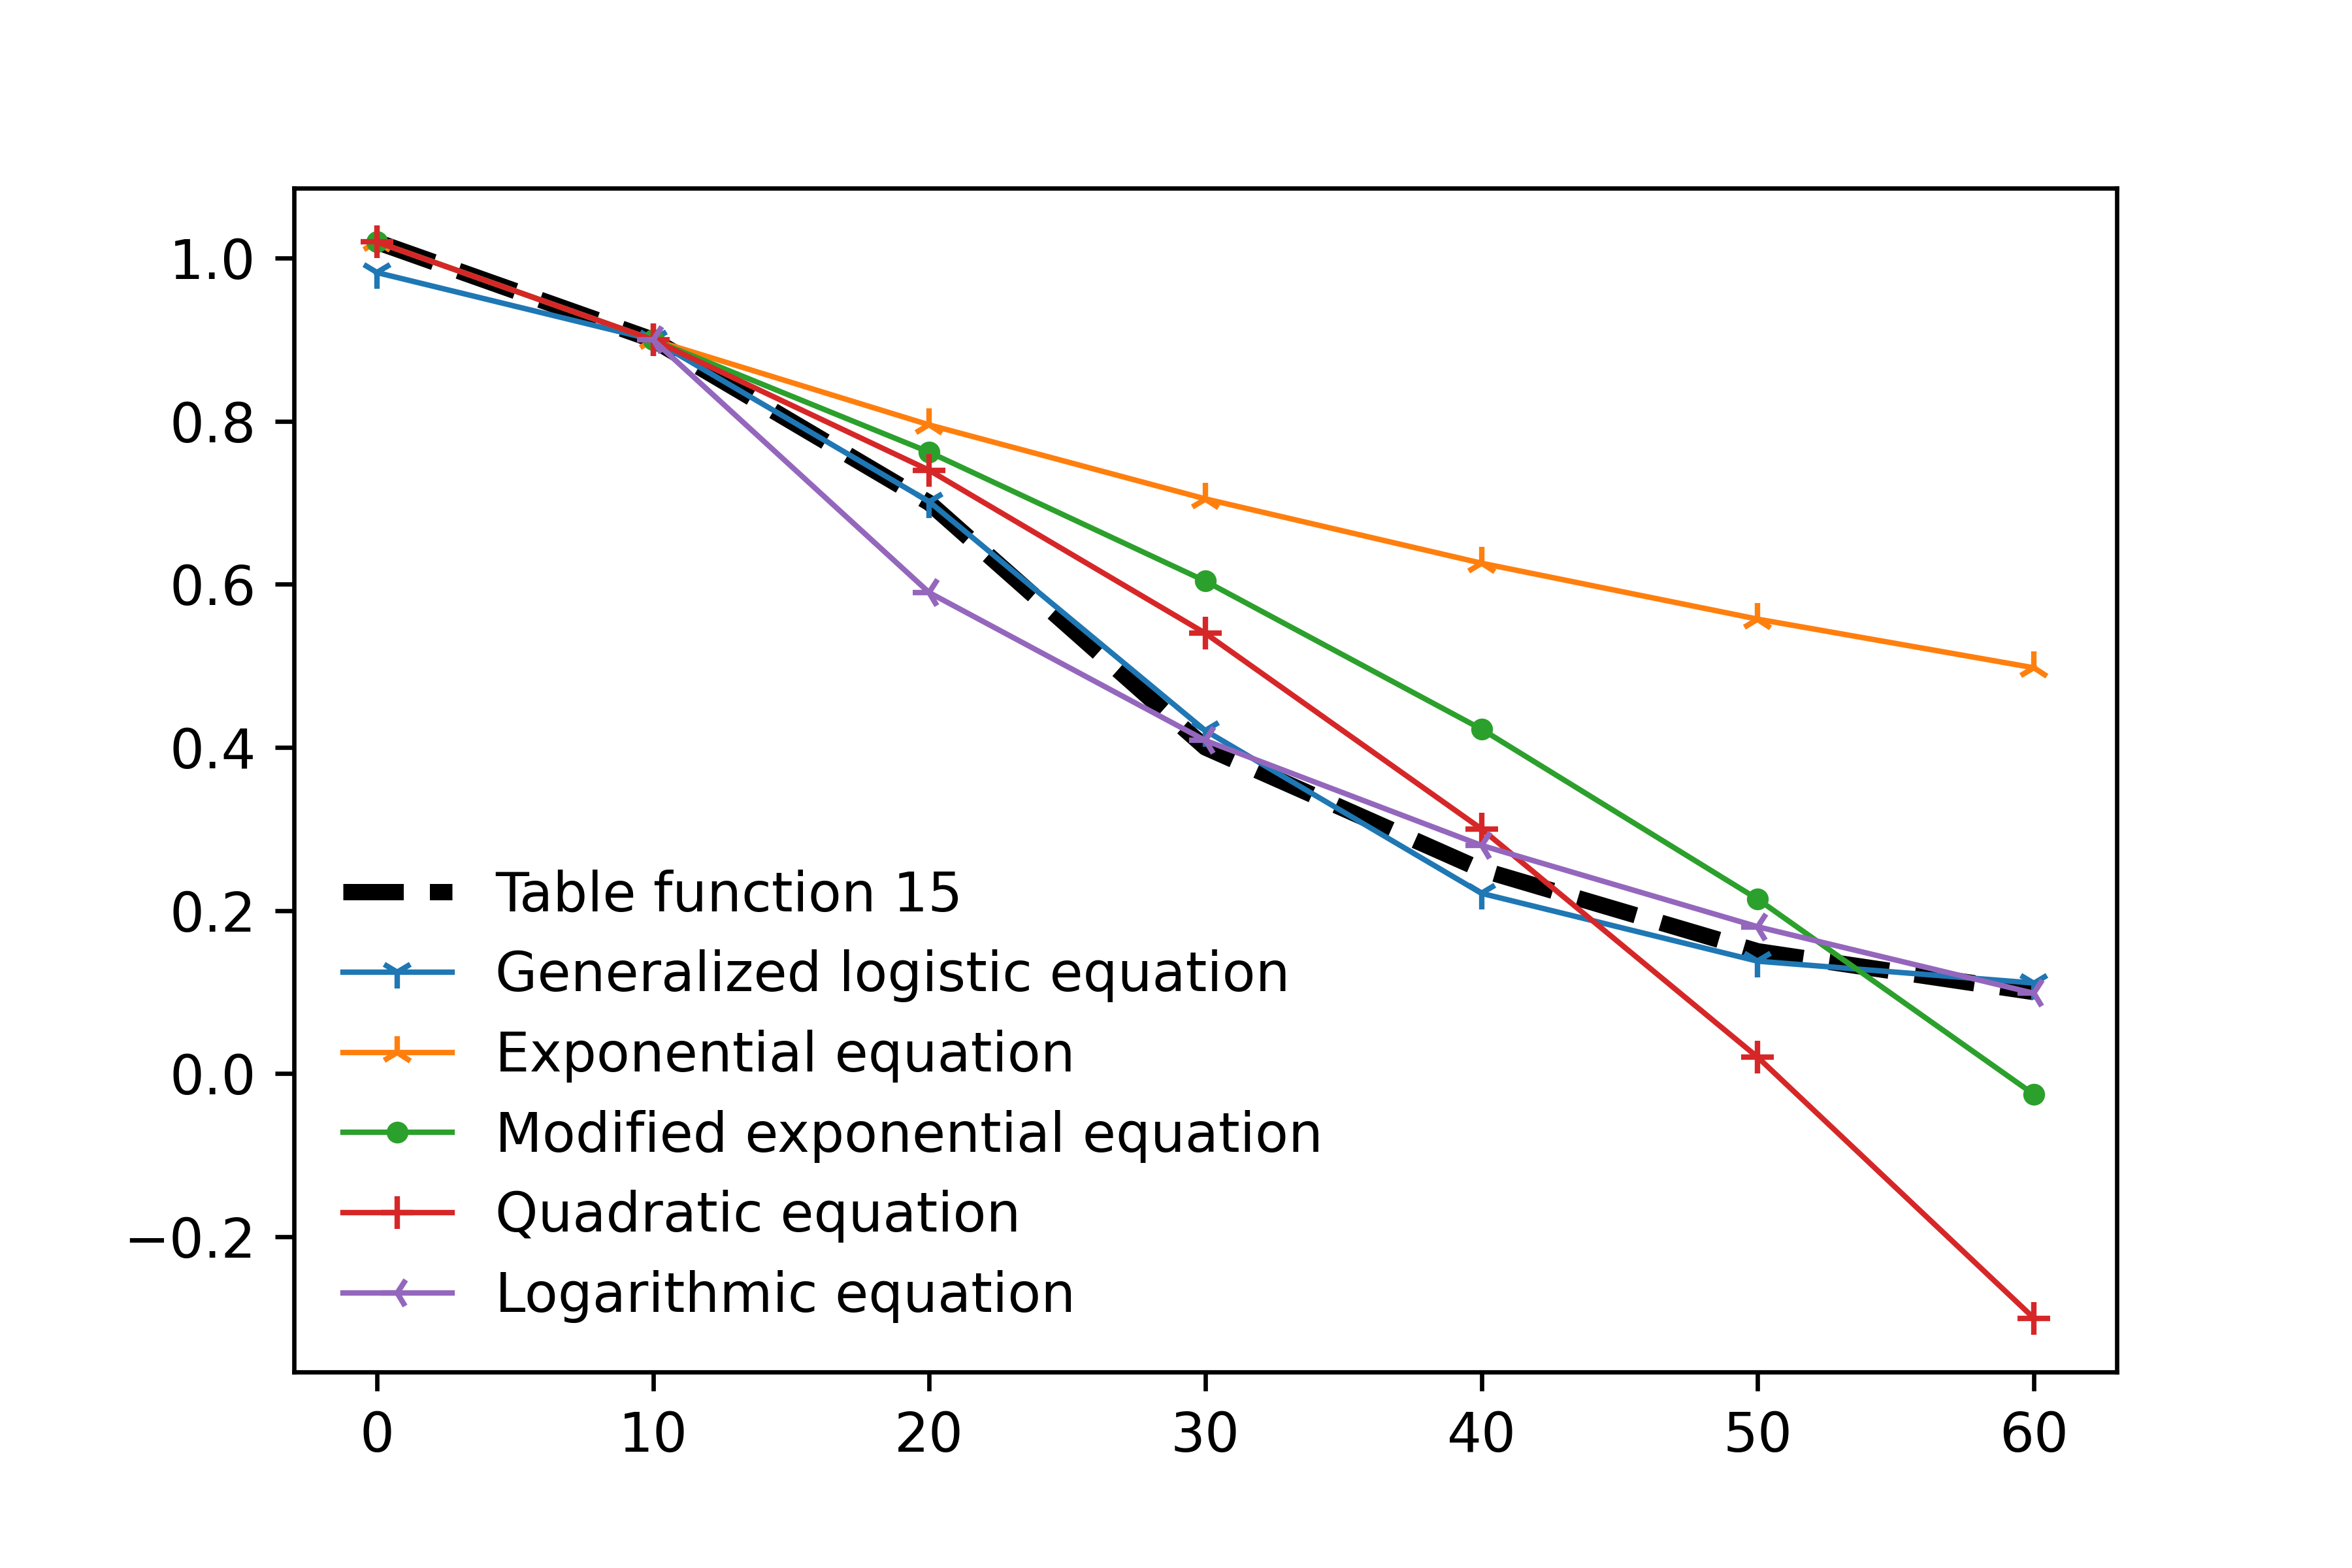 1.0
0.8
0.6
0.4
0.2
0.0
−0.2
Table function 15
Generalized logistic equation
Exponential equation
Modified exponential equation
Quadratic equation
Logarithmic equation
0 10 20 30 40 50 60